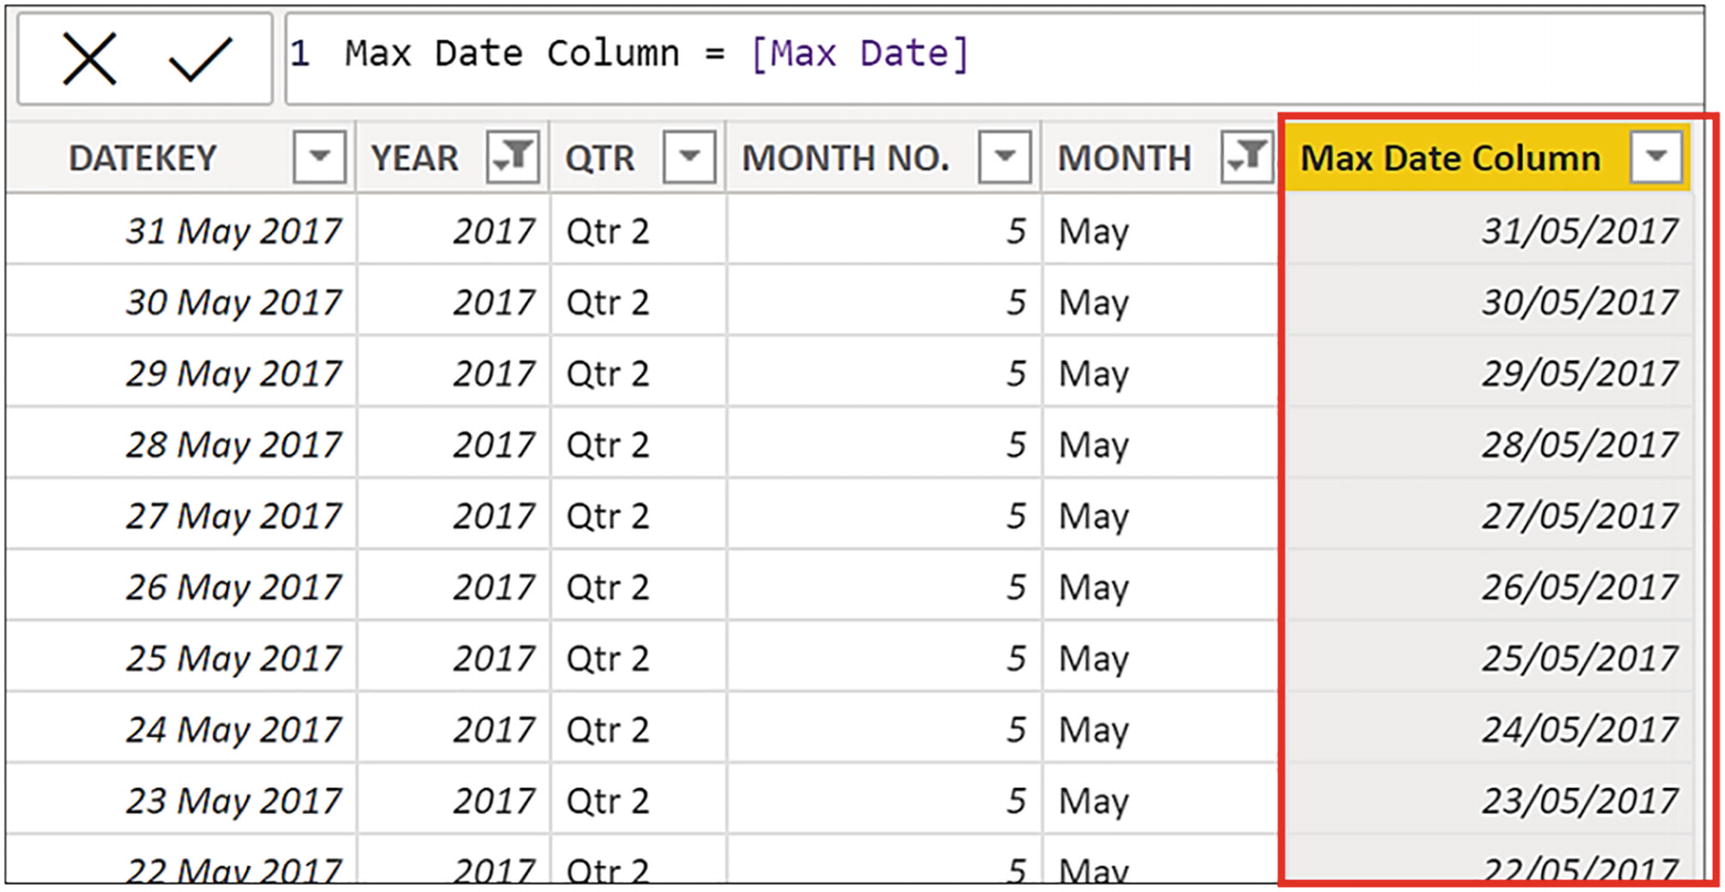 1 Max Date Column = [Max Date]
DATEKEY YEAR QTR MONTH NO. MONTH Max Date Column
31 May 2017 2017 Qtr 2 5 May 31/05/2017
30 May 2017 2017 Qtr 2 5 May 30/05/2017
29 May 2017 2017 Qtr 2 5 May 29/05/2017
28 May 2017 2017 Qtr 2 5 May 28/05/2017
27 May 2017 2017 Qtr 2 5 May 27/05/2017
26 May 2017 2017 Qtr 2 5 May 26/05/2017
25 May 2017 2017 Qtr 2 5 May 25/05/2017
24 May 2017 2017 Qtr 2 5 May 24/05/2017
23 May 2017 2017 Qtr 2 5 May 23/05/2017
22 May 2017 2017 Qtr 2 5 May 22/05/2017